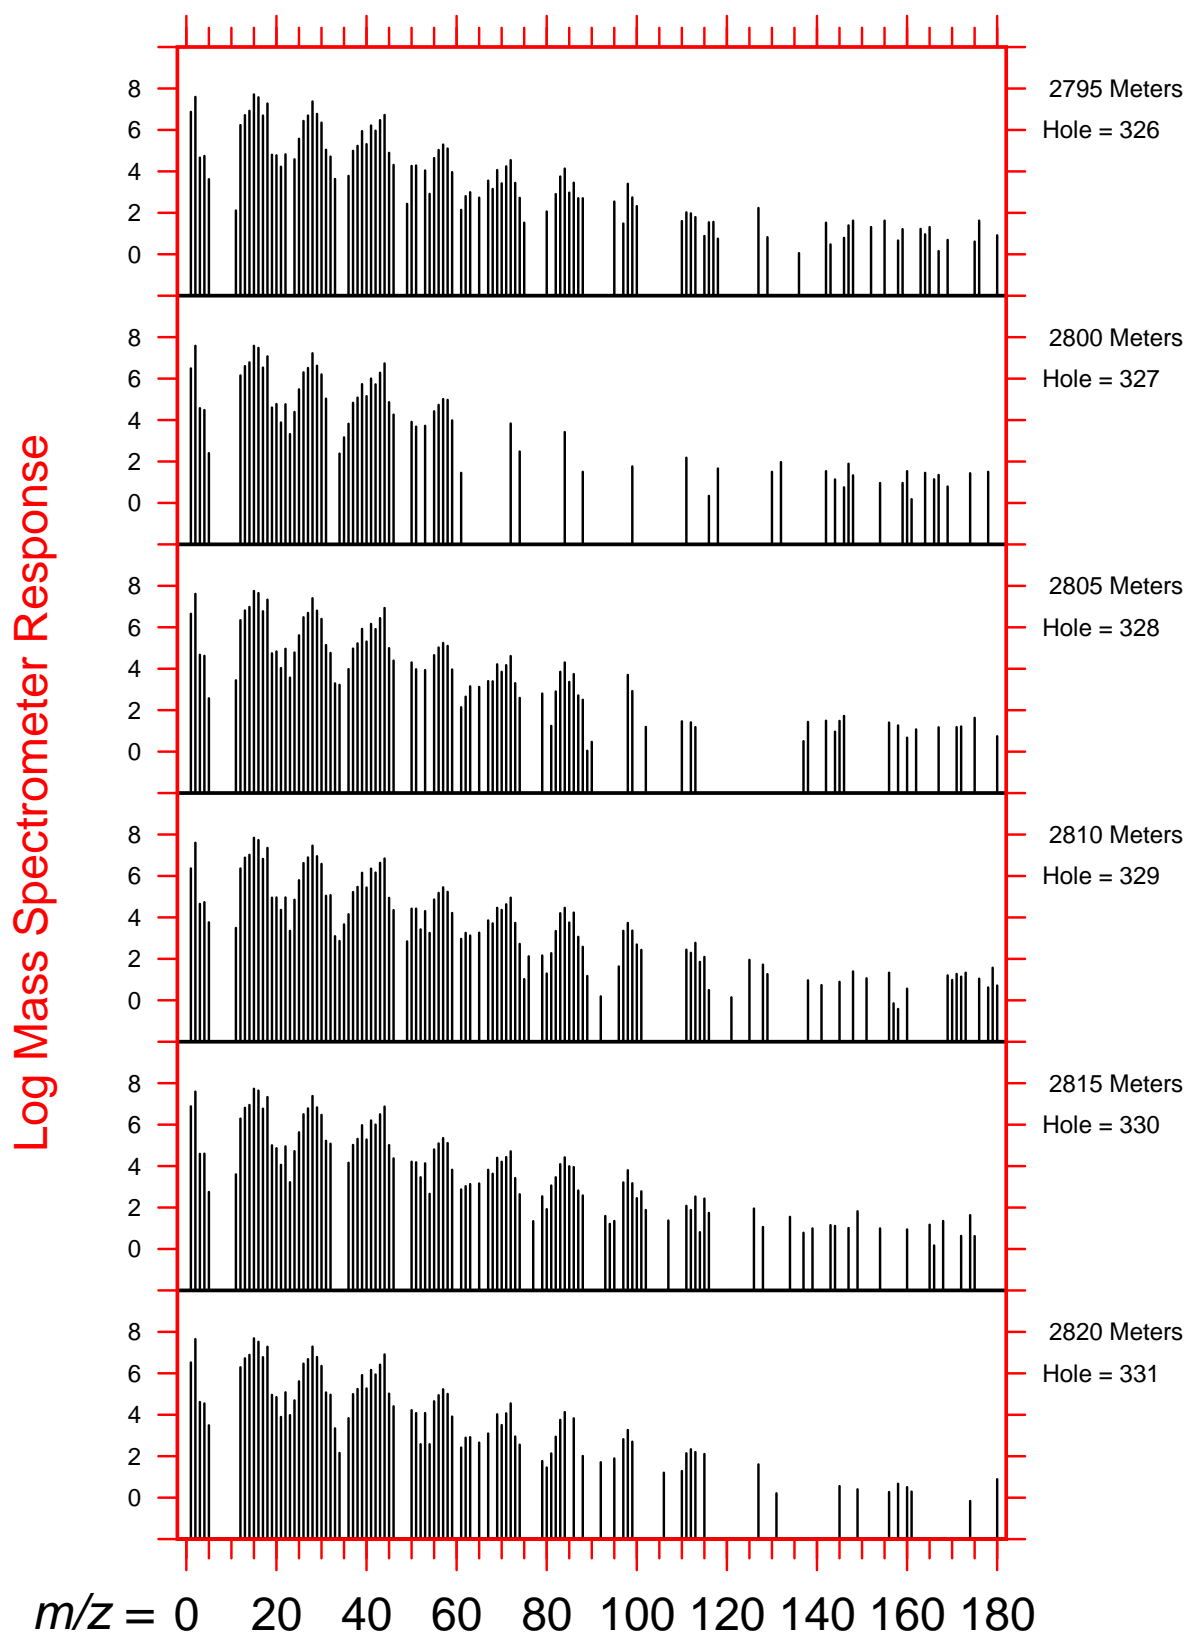 8
6
4
2
0
2795 Meters
Hole = 326
8
6
4
2
0
2800 Meters
Hole = 327
8
6
4
2
0
2805 Meters
Hole = 328
8
6
4
2
0
2810 Meters
Hole = 329
8
6
4
2
0
2815 Meters
Hole = 330
8
6
4
2
0
2820 Meters
Hole = 331
Log Mass Spectrometer Response
m/z = 0 20 40 60 80 100 120 140 160 180